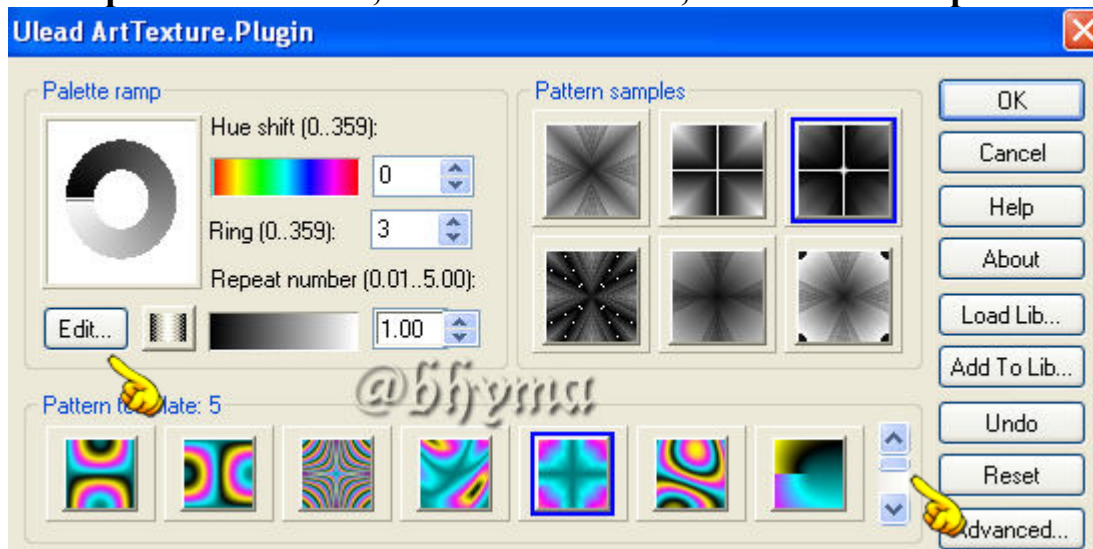 Ulead ArtTexture.Plugin
Palette ramp
Hue shift (0..359):
0
Ring (0..359):
3
Repeat number (0.01..5.00):
Edit...
1.00
Pattern samples
OK
Cancel
Help
About
Load Lib...
Add To Lib...
Undo
Reset
Advanced...
@bhyma
Pattern te late: 5